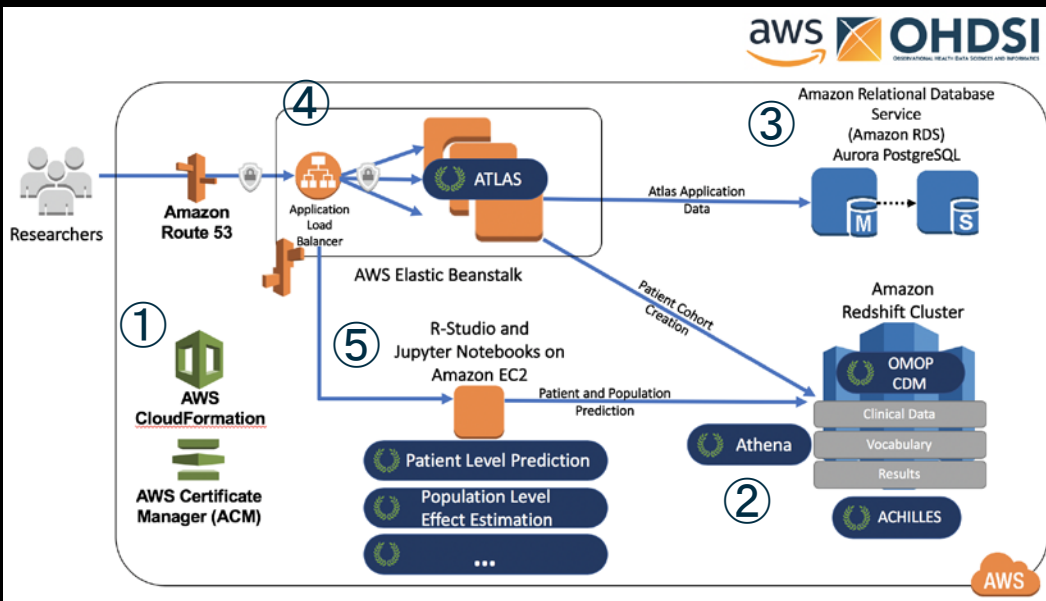 aws OHDSI
OBSERVATIONAL HEALTH DATA SCIENCES AND INFORMATICS
④
③
Amazon Relational Database
Service
(Amazon RDS)
Aurora PostgreSQL
ATLAS
Atlas Application
Data
M
S
Researchers
Amazon
Route 53
Application
Load
Balancer
AWS Elastic Beanstalk
Patient Cohort
Creation
Amazon
Redshift Cluster
①
AWS
CloudFormation
AWS Certificate
Manager (ACM)
⑤
R-Studio and
Jupyter Notebooks on
Amazon EC2
Patient and Population
Prediction
Patient Level Prediction
Population Level
Effect Estimation
...
OMOP
CDM
Clinical Data
Vocabulary
Results
Athena
②
ACHILLES
AWS